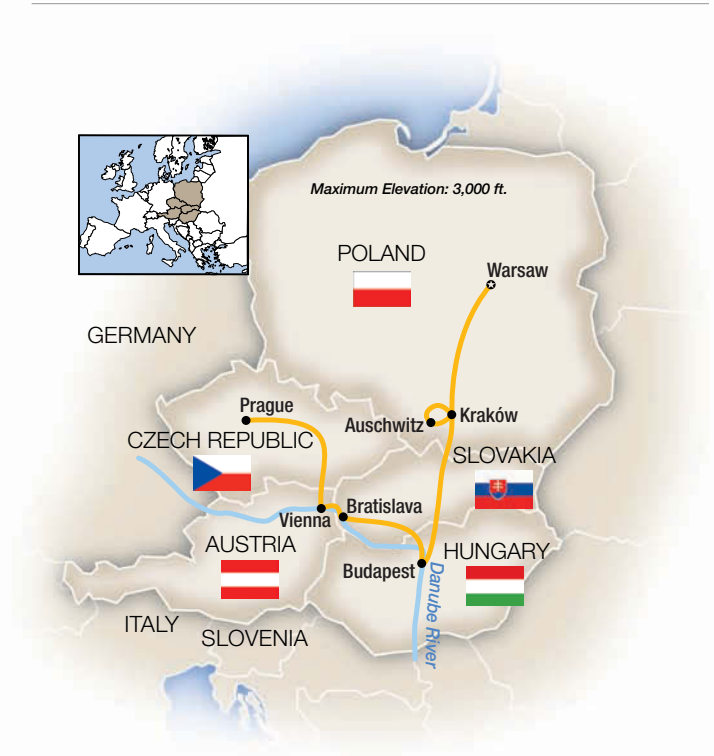 Maximum Elevation: 3,000 ft.
POLAND
Warsaw
GERMANY
Prague
Auschwitz
Kraków
CZECH REPUBLIC
SLOVAKIA
Bratislava
Vienna
AUSTRIA
HUNGARY
Budapest
Danube River
ITALY
SLOVENIA